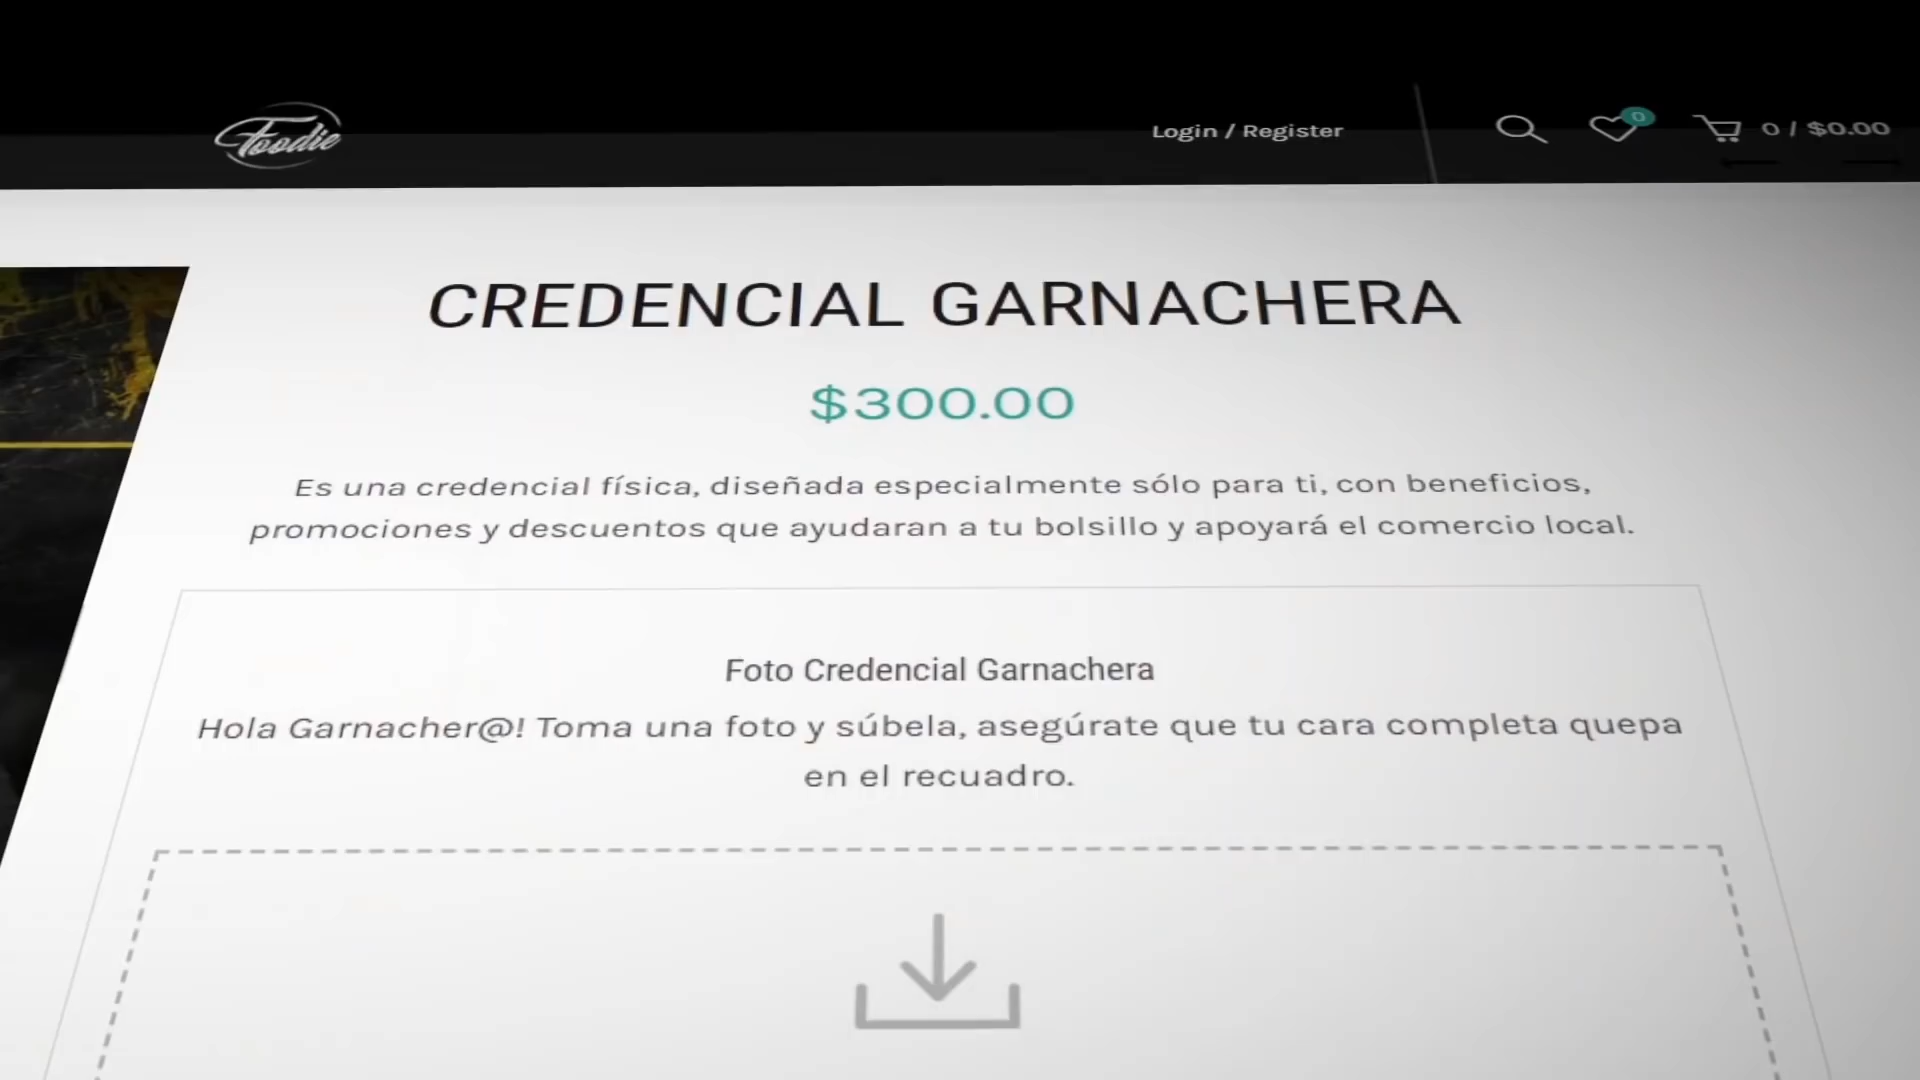 Foodie
Login / Register
0
0 / $0.00
CREDENCIAL GARNACHERA
$300.00
Es una credencial física, diseñada especialmente sólo para ti, con beneficios,
promociones y descuentos que ayudaran a tu bolsillo y apoyará el comercio local.
Foto Credencial Garnachera
Hola Garnacher@! Toma una foto y súbela, asegúrate que tu cara completa quepa
en el recuadro.